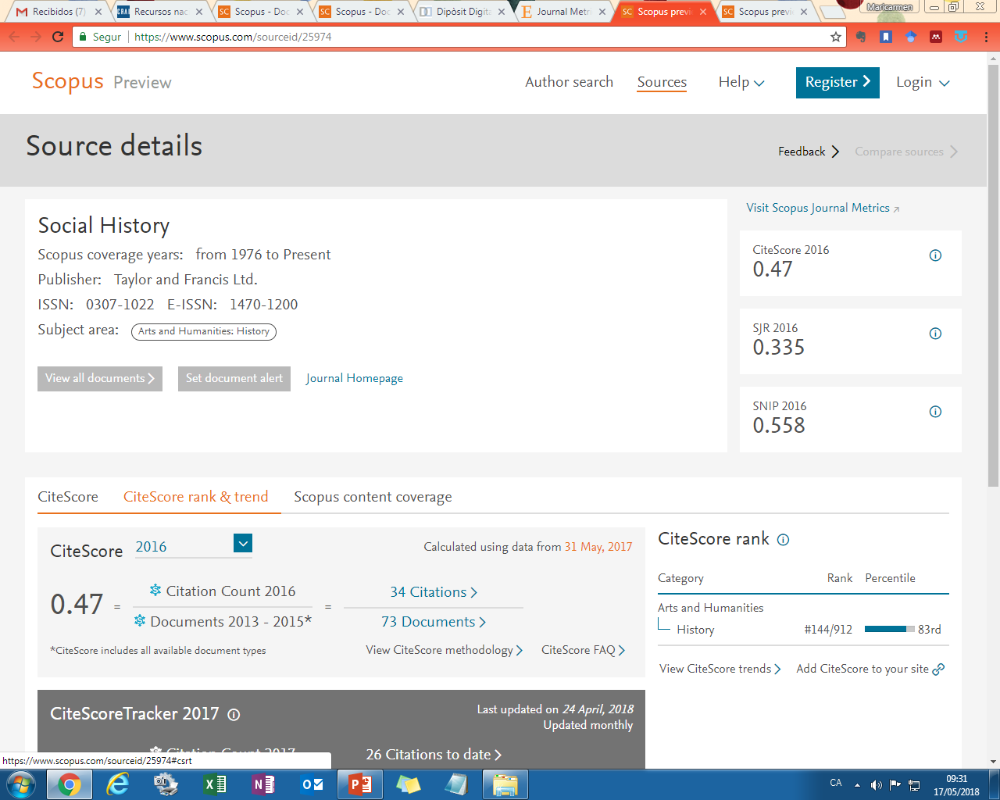 Recibidos (7)
Recursos nac
Scopus - Doc
Scopus - Doc
Dipòsit Digita
Journal Metri
Scopus previe
Scopus previe
Maricarmen
Segur https://www.scopus.com/sourceid/25974
Scopus Preview
Author search Sources Help Register Login
Source details
Feedback Compare sources
Social History
Scopus coverage years: from 1976 to Present
Publisher: Taylor and Francis Ltd.
ISSN: 0307-1022 E-ISSN: 1470-1200
Subject area: Arts and Humanities: History
View all documents Set document alert Journal Homepage
Visit Scopus Journal Metrics
CiteScore 2016
0.47
SJR 2016
0.335
SNIP 2016
0.558
CiteScore CiteScore rank & trend Scopus content coverage
CiteScore 2016 Calculated using data from 31 May, 2017
0.47 = Citation Count 2016 = 34 Citations
Documents 2013 - 2015* 73 Documents
*CiteScore includes all available document types View CiteScore methodology CiteScore FAQ
CiteScore rank
Category Rank Percentile
Arts and Humanities
History #144/912 83rd
View CiteScore trends Add CiteScore to your site
CiteScoreTracker 2017 Last updated on 24 April, 2018
Updated monthly
Citation Count 2017 26 Citations to date
https://www.scopus.com/sourceid/25974#csrt
CA 09:31
17/05/2018